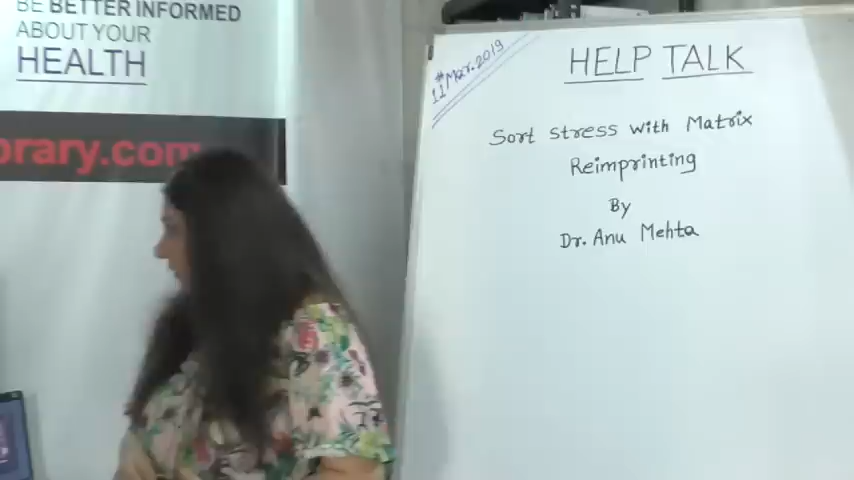 BE BETTER INFORMED
ABOUT YOUR
HEALTH
brary.com
#
11 Mar. 2019
HELP TALK
Sort Stress with Matrix
Reimprinting
By
Dr. Anu Mehta